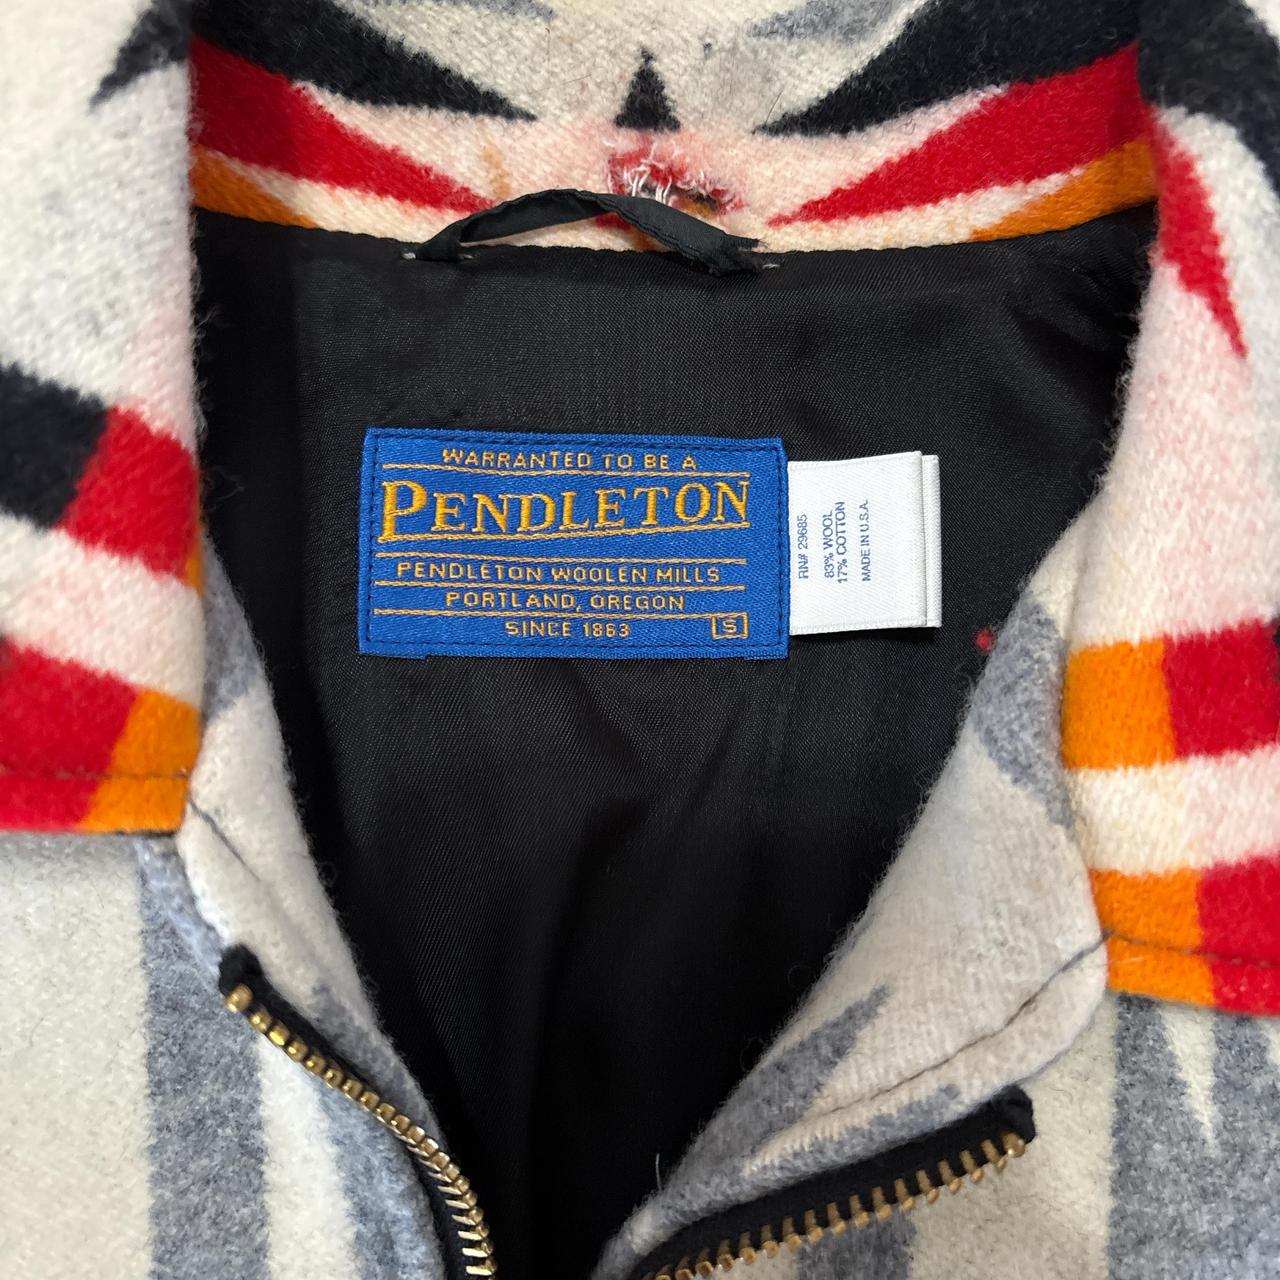 WARRANTED TO BE A
PENDLETON
PENDLETON WOOLEN MILLS
PORTLAND, OREGON
SINCE 1863
S
RN# 29685
83% WOOL
17% COTTON
MADE IN U.S.A.